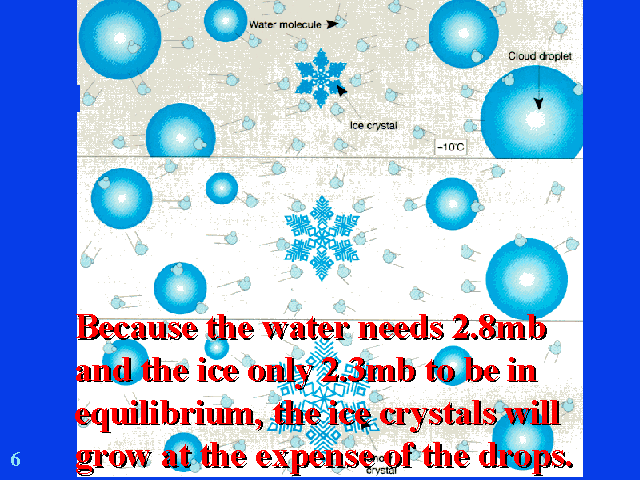 Water molecule
Cloud droplet
Ice crystal
–10°C
Because the water needs 2.8mb
and the ice only 2.3mb to be in
equilibrium, the ice crystals will
grow at the expense of the drops.
crystal
6